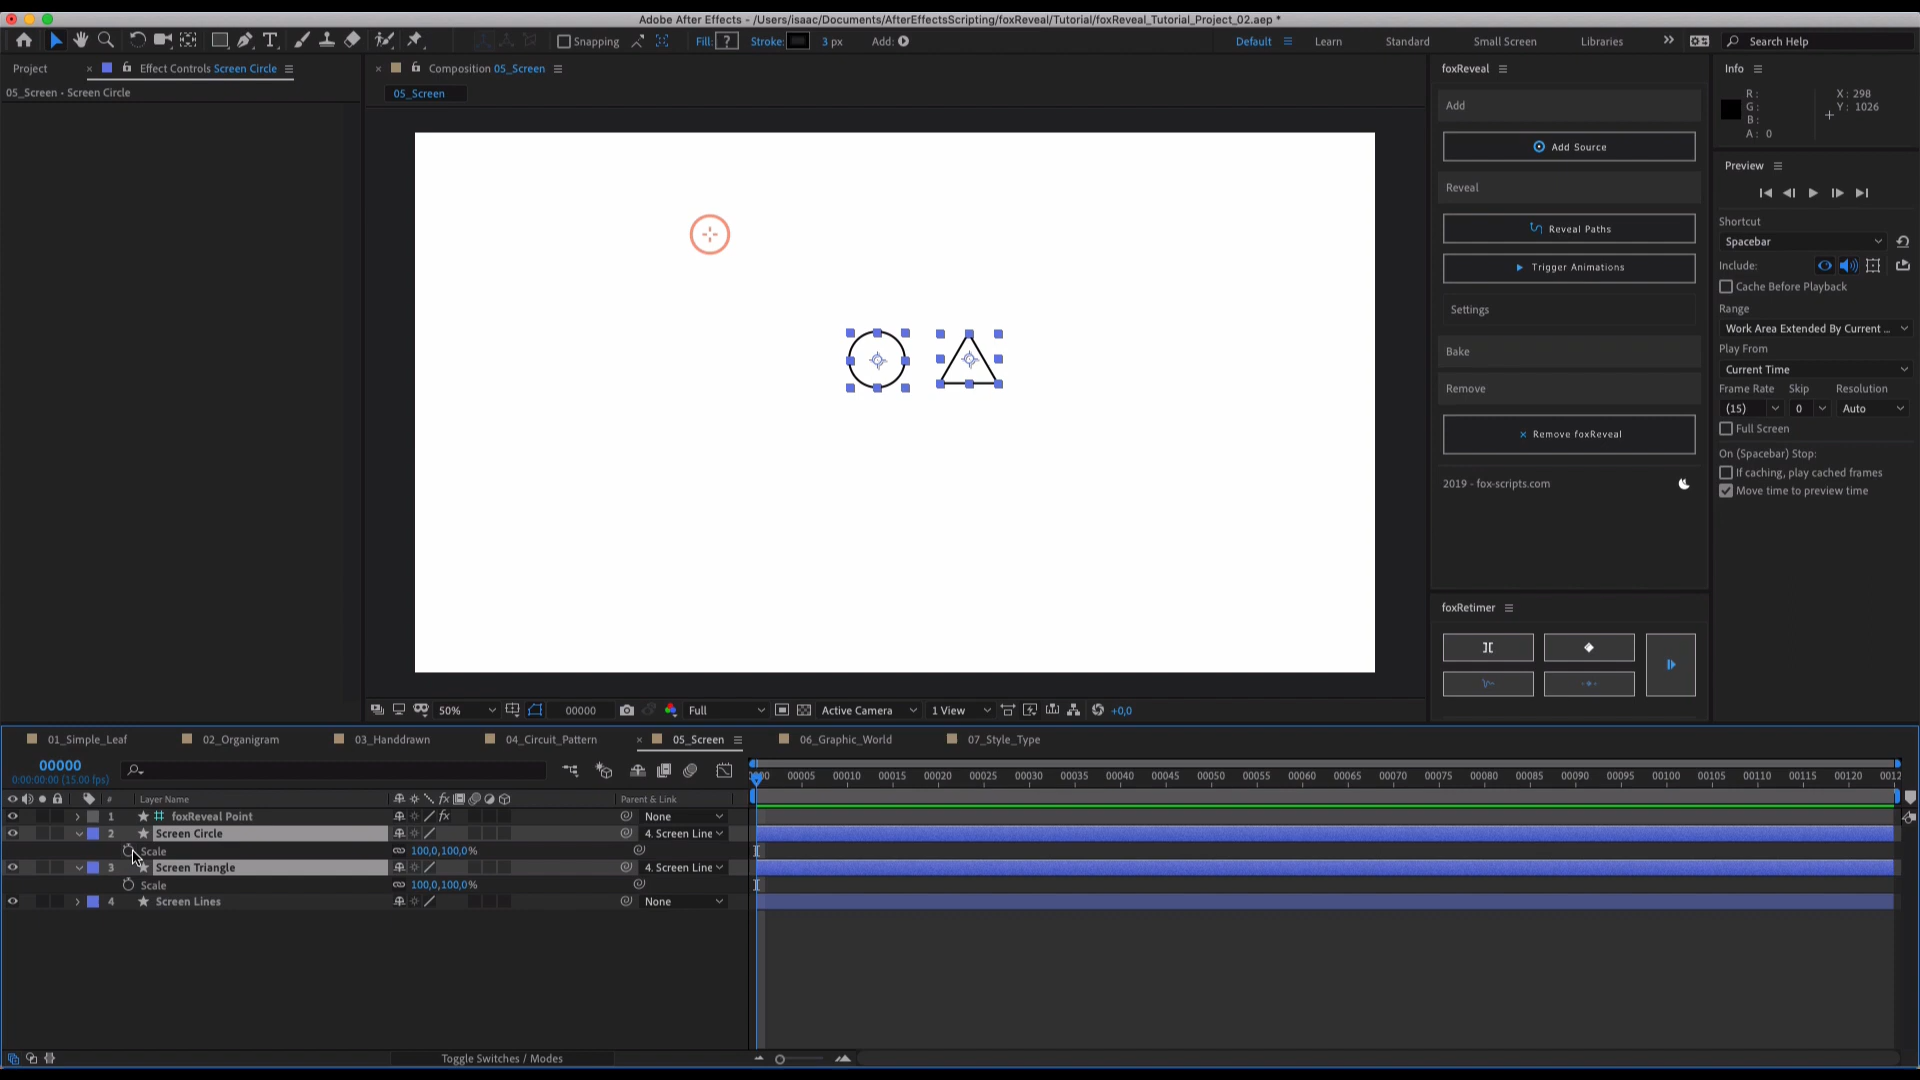 Adobe After Effects - /Users/isaac/Documents/AfterEffectsScripting/foxReveal/Tutorial/foxReveal_Tutorial_Project_02.aep *
Snapping Fill: ? Stroke: 3 px Add: Default Learn Standard Small Screen Libraries Search Help
Project × Effect Controls Screen Circle × Composition 05_Screen foxReveal Info
05_Screen • Screen Circle
05_Screen
R :
G :
B :
A : 0
X : 298
Y : 1026
Add
Add Source
Reveal
Reveal Paths
Trigger Animations
Settings
Bake
Remove
Remove foxReveal
2019 - fox-scripts.com
foxRetimer
Preview
Shortcut
Spacebar
Include:
Cache Before Playback
Range
Work Area Extended By Current ...
Play From
Current Time
Frame Rate Skip Resolution
(15) 0 Auto
Full Screen
On (Spacebar) Stop:
If caching, play cached frames
Move time to preview time
50% 00000 Full Active Camera 1 View +0,0
01_Simple_Leaf 02_Organigram 03_Handdrawn 04_Circuit_Pattern × 05_Screen 06_Graphic_World 07_Style_Type
00000
0:00:00:00 (15.00 fps)
00 00005 00010 00015 00020 00025 00030 00035 00040 00045 00050 00055 00060 00065 00070 00075 00080 00085 00090 00095 00100 00105 00110 00115 00120 0012
# Layer Name fx Parent & Link
1 foxReveal Point fx None
2 Screen Circle 4. Screen Line
Scale 100,0,100,0%
3 Screen Triangle 4. Screen Line
Scale 100,0,100,0%
4 Screen Lines None
Toggle Switches / Modes